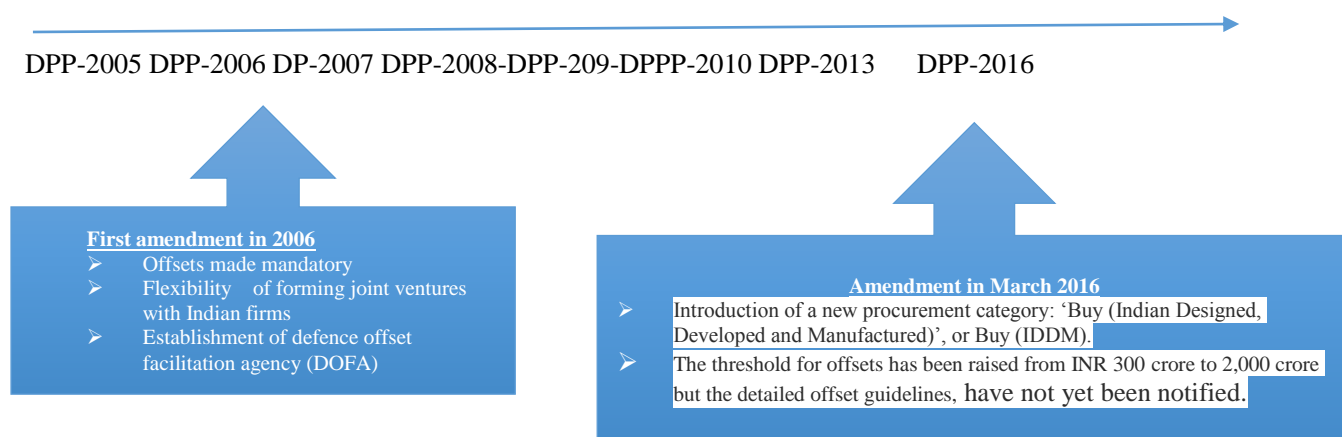 DPP-2005 DPP-2006 DP-2007 DPP-2008-DPP-209-DPPP-2010 DPP-2013 DPP-2016
First amendment in 2006
➢ Offsets made mandatory
➢ Flexibility of forming joint ventures
with Indian firms
➢ Establishment of defence offset
facilitation agency (DOFA)
Amendment in March 2016
➢ Introduction of a new procurement category: ‘Buy (Indian Designed,
Developed and Manufactured)’, or Buy (IDDM).
➢ The threshold for offsets has been raised from INR 300 crore to 2,000 crore
but the detailed offset guidelines, have not yet been notified.